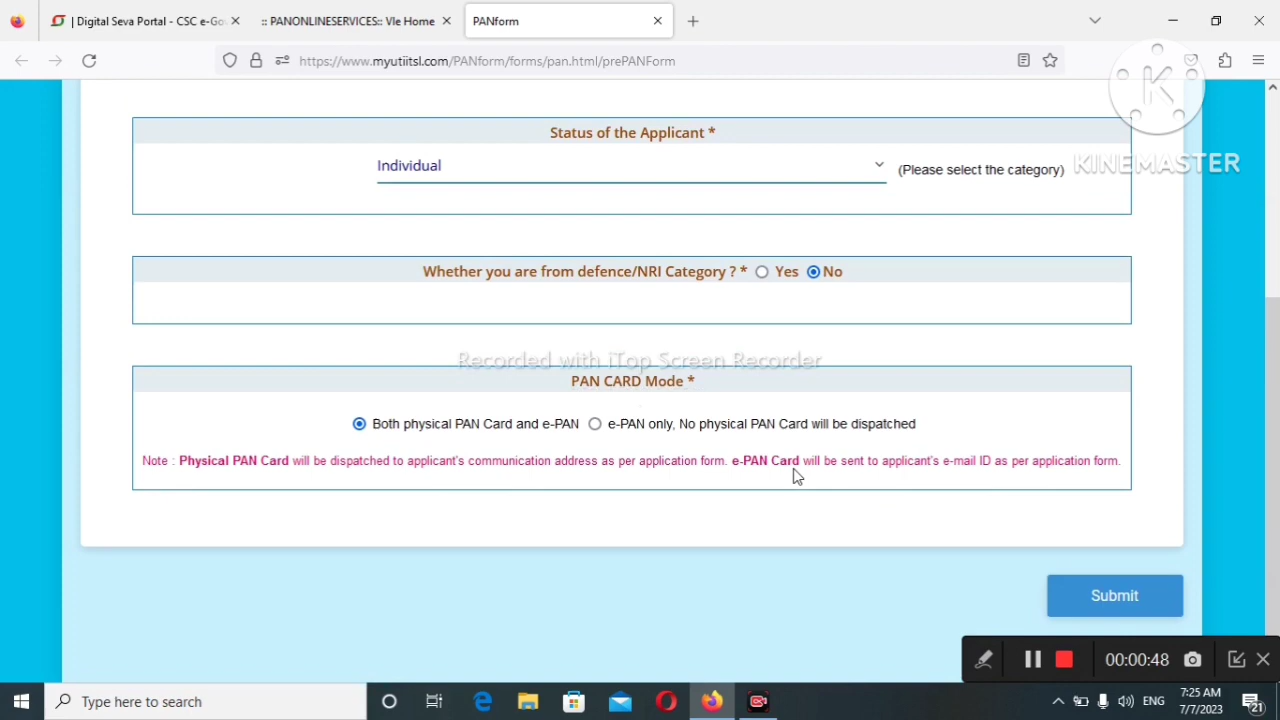 | Digital Seva Portal - CSC e-Gov
:: PANONLINESERVICES:: Vle Home
PANform
https://www.myutiitsl.com/PANform/forms/pan.html/prePANForm
K
KINEMASTER
Status of the Applicant *
Individual
(Please select the category)
Whether you are from defence/NRI Category ? * Yes No
Recorded with iTop Screen Recorder
PAN CARD Mode *
Both physical PAN Card and e-PAN e-PAN only, No physical PAN Card will be dispatched
Note : Physical PAN Card will be dispatched to applicant's communication address as per application form. e-PAN Card will be sent to applicant's e-mail ID as per application form.
Submit
00:00:48
Type here to search
ENG
7:25 AM
7/7/2023
21